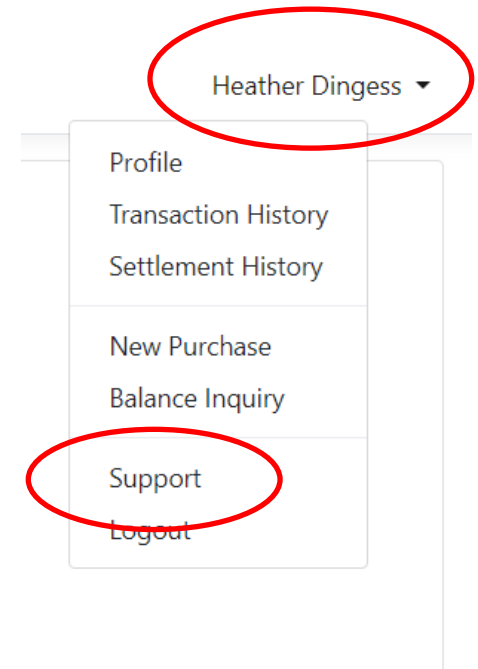 Heather Dingess
Profile
Transaction History
Settlement History
New Purchase
Balance Inquiry
Support
Logout